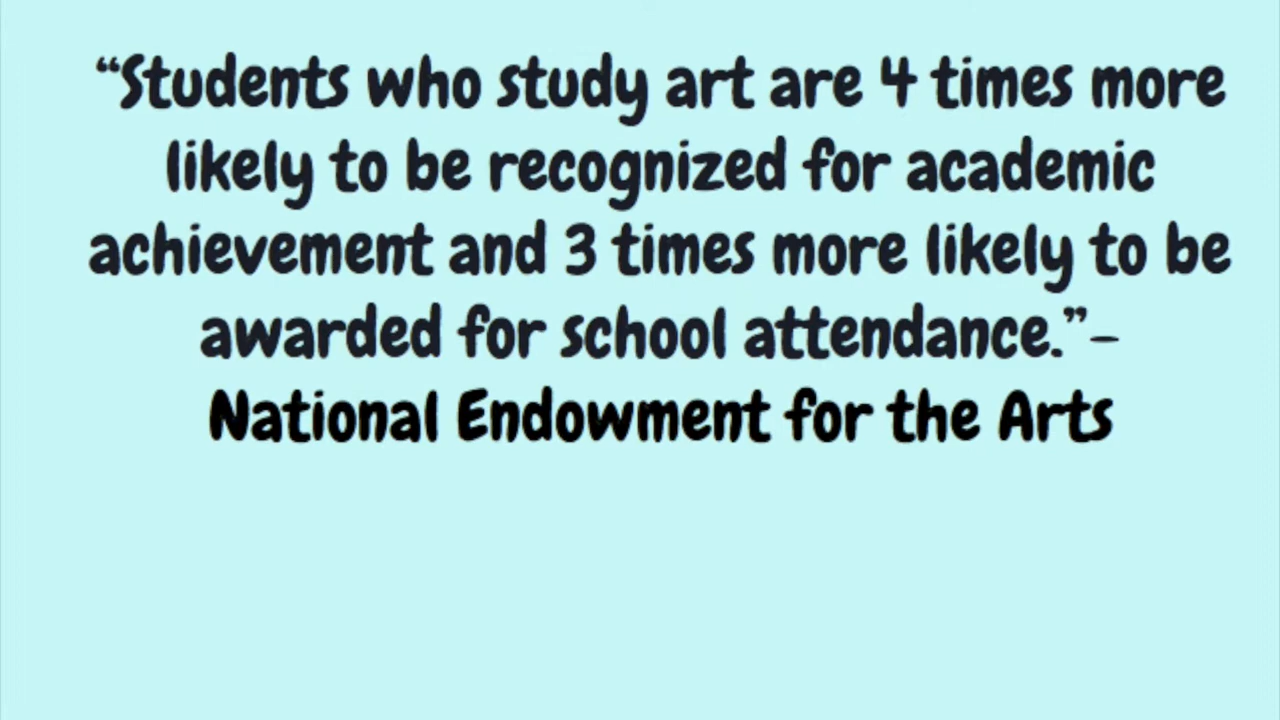 “Students who study art are 4 times more
likely to be recognized for academic
achievement and 3 times more likely to be
awarded for school attendance.”–
National Endowment for the Arts